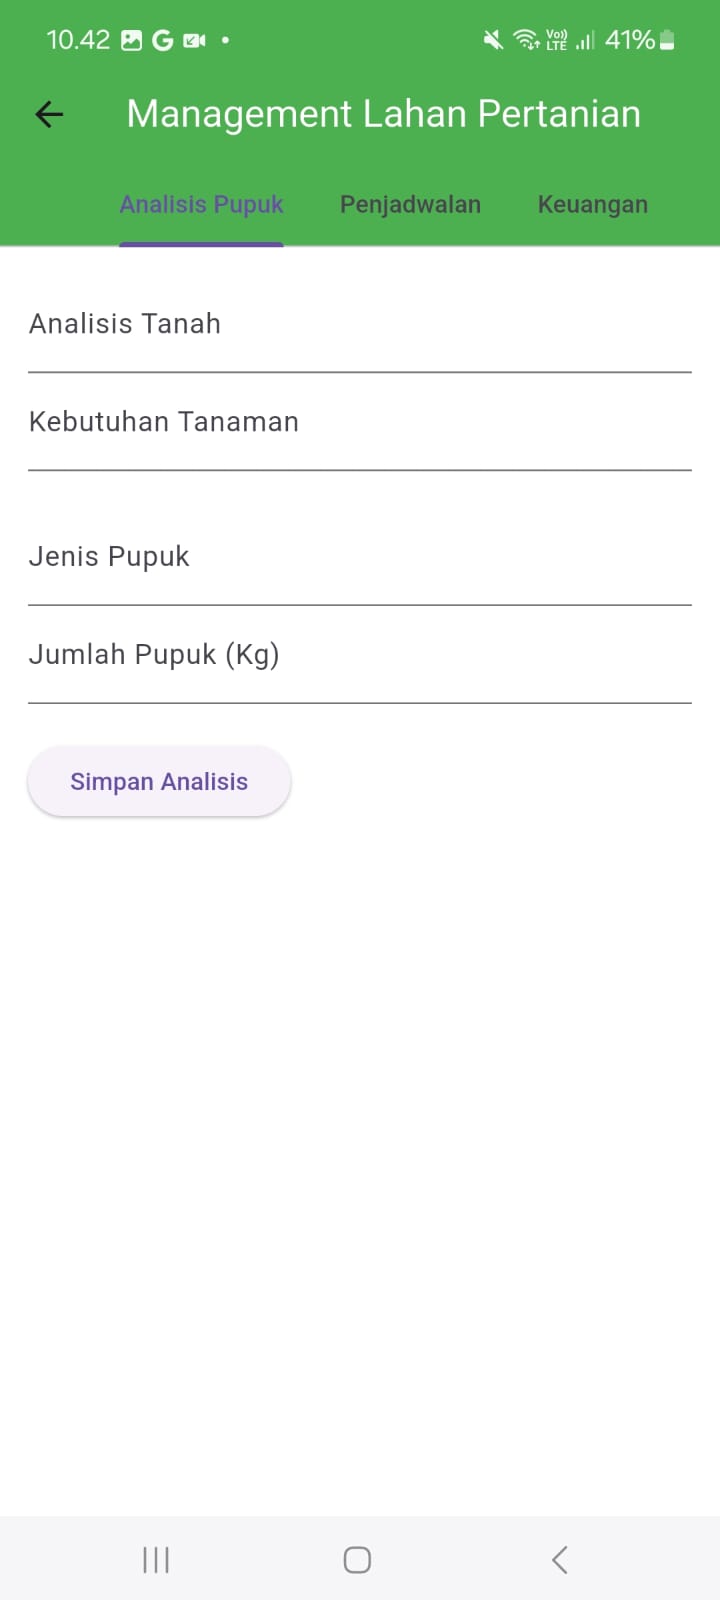 10.42 G 41%
Vo)) LTE
Management Lahan Pertanian
Analisis Pupuk Penjadwalan Keuangan
Analisis Tanah
Kebutuhan Tanaman
Jenis Pupuk
Jumlah Pupuk (Kg)
Simpan Analisis